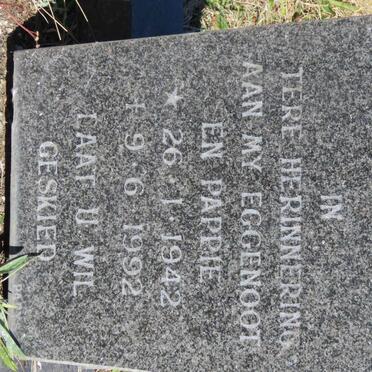 IN
TERE HERINNERING
AAN MY EGGENOOT
EN PAPPIE
★ 26 · 1 · 1942
† 9 · 6 · 1992
LAAT U WIL
GESKIED